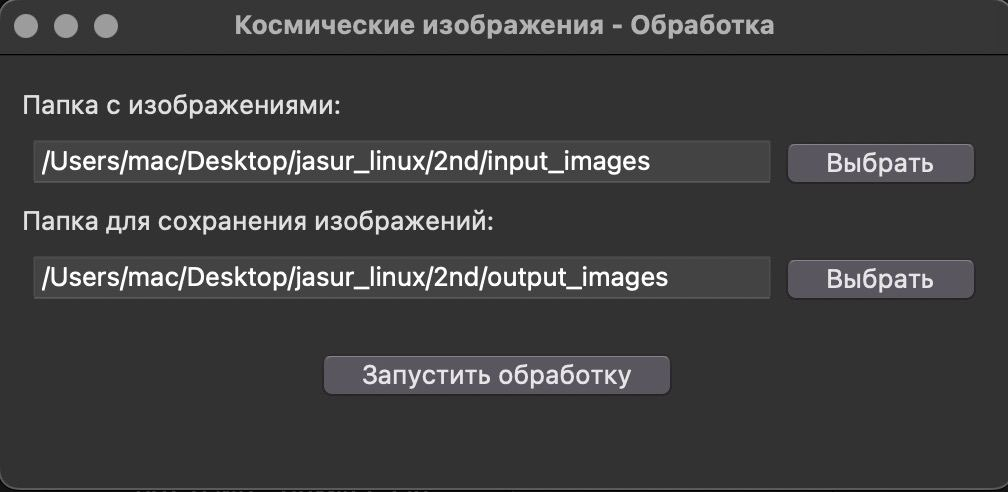 Космические изображения - Обработка
Папка с изображениями:
/Users/mac/Desktop/jasur_linux/2nd/input_images
Выбрать
Папка для сохранения изображений:
/Users/mac/Desktop/jasur_linux/2nd/output_images
Выбрать
Запустить обработку